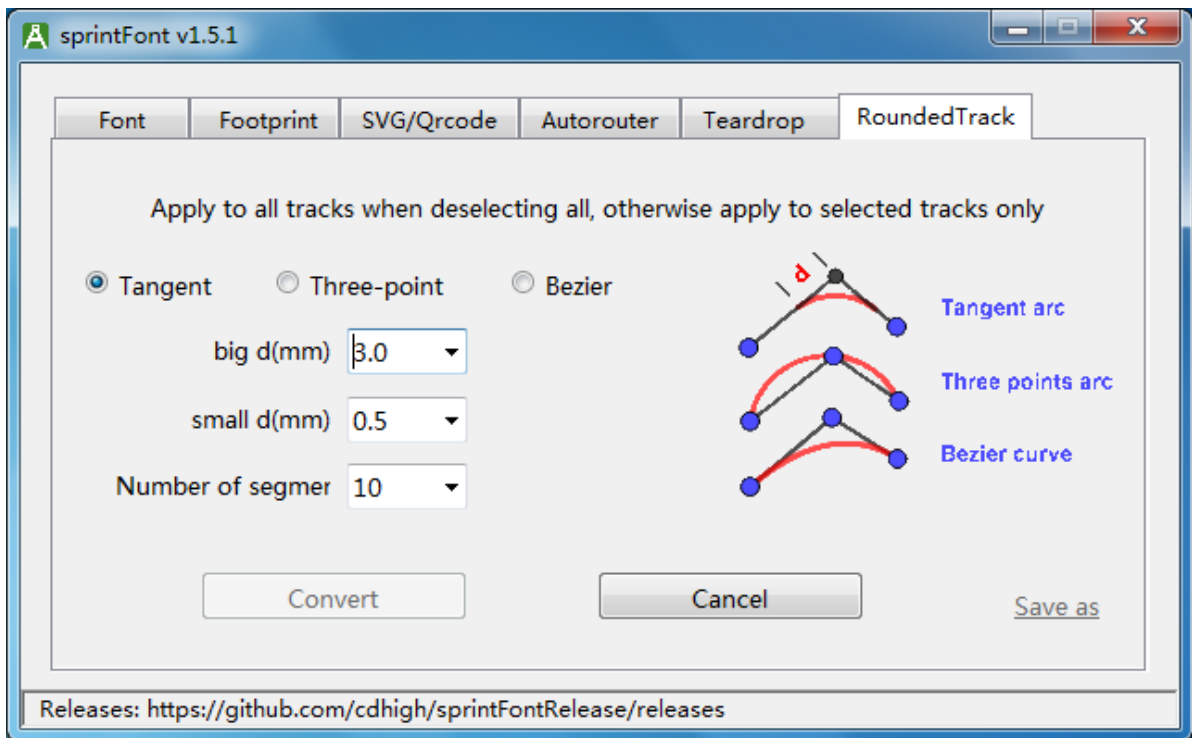 sprintFont v1.5.1
Font Footprint SVG/Qrcode Autorouter Teardrop RoundedTrack
Apply to all tracks when deselecting all, otherwise apply to selected tracks only
Tangent Three-point Bezier
d
Tangent arc
big d(mm) 3.0
Three points arc
small d(mm) 0.5
Bezier curve
Number of segmer 10
Convert Cancel Save as
Releases: https://github.com/cdhigh/sprintFontRelease/releases